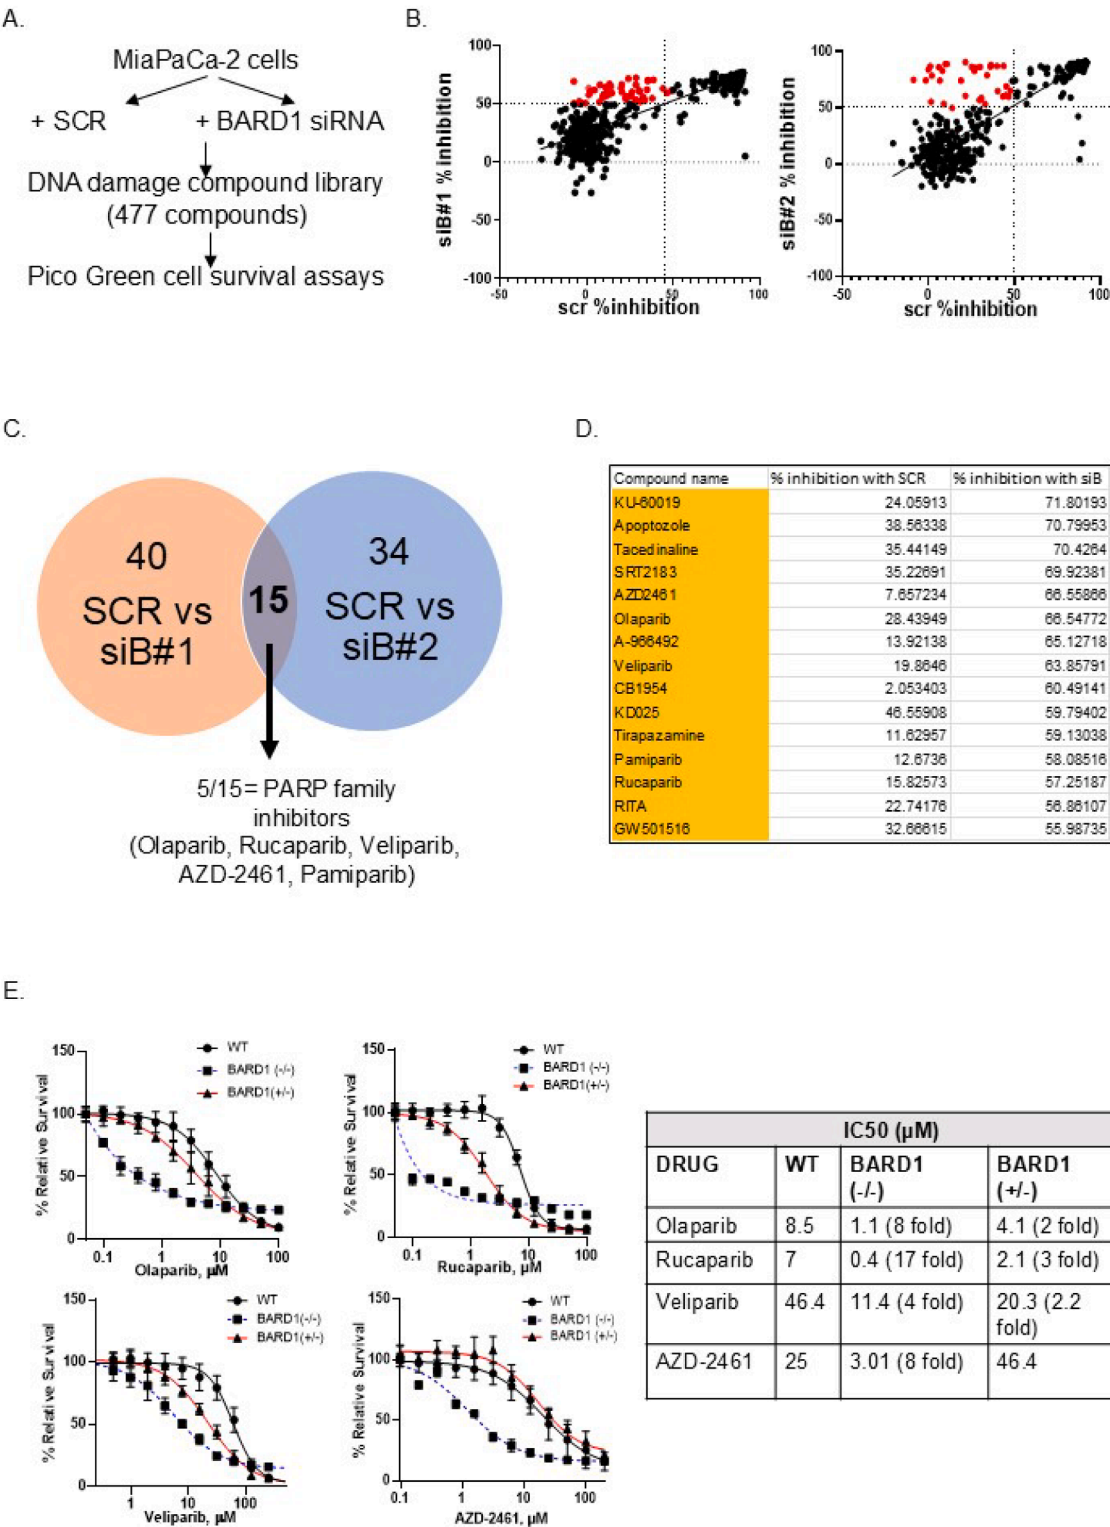 A.
MiaPaCa-2 cells
+ SCR + BARD1 siRNA
DNA damage compound library
(477 compounds)
Pico Green cell survival assays
B.
siB#1 % inhibition
100
50
0
-50
-100
-50 0 50 100
scr %inhibition
siB#2 % inhibition
100
50
0
-50
-100
-50 0 50 100
scr %inhibition
C.
40
SCR vs
siB#1
15
34
SCR vs
siB#2
5/15= PARP family
inhibitors
(Olaparib, Rucaparib, Veliparib,
AZD-2461, Pamiparib)
D.
Compound name % inhibition with SCR % inhibition with siB
KU-60019 24.05913 71.80193
Apoptozole 38.56338 70.79953
Tacedinaline 35.44149 70.4264
SRT2183 35.22691 69.92381
AZD2461 7.657234 66.55866
Olaparib 28.43949 66.54772
A-966492 13.92138 65.12718
Veliparib 19.8646 63.85791
CB1954 2.053403 60.49141
KD025 46.55908 59.79402
Tirapazamine 11.62957 59.13038
Pamiparib 12.6736 58.08516
Rucaparib 15.82573 57.25187
RITA 22.74176 56.86107
GW501516 32.66615 55.98735
E.
% Relative Survival
150
100
50
0
0.1 1 10 100
Olaparib, µM
WT
BARD1 (-/-)
BARD1(+/-)
% Relative Survival
150
100
50
0
0.1 1 10 100
Rucaparib, µM
WT
BARD1 (-/-)
BARD1(+/-)
% Relative Survival
150
100
50
0
1 10 100
Veliparib, µM
WT
BARD1(-/-)
BARD1(+/-)
% Relative Survival
150
100
50
0
0.1 1 10 100
AZD-2461, µM
WT
BARD1 (-/-)
BARD1 (+/-)
IC50 (µM)
DRUG WT BARD1 BARD1
(-/-) (+/-)
Olaparib 8.5 1.1 (8 fold) 4.1 (2 fold)
Rucaparib 7 0.4 (17 fold) 2.1 (3 fold)
Veliparib 46.4 11.4 (4 fold) 20.3 (2.2
fold)
AZD-2461 25 3.01 (8 fold) 46.4